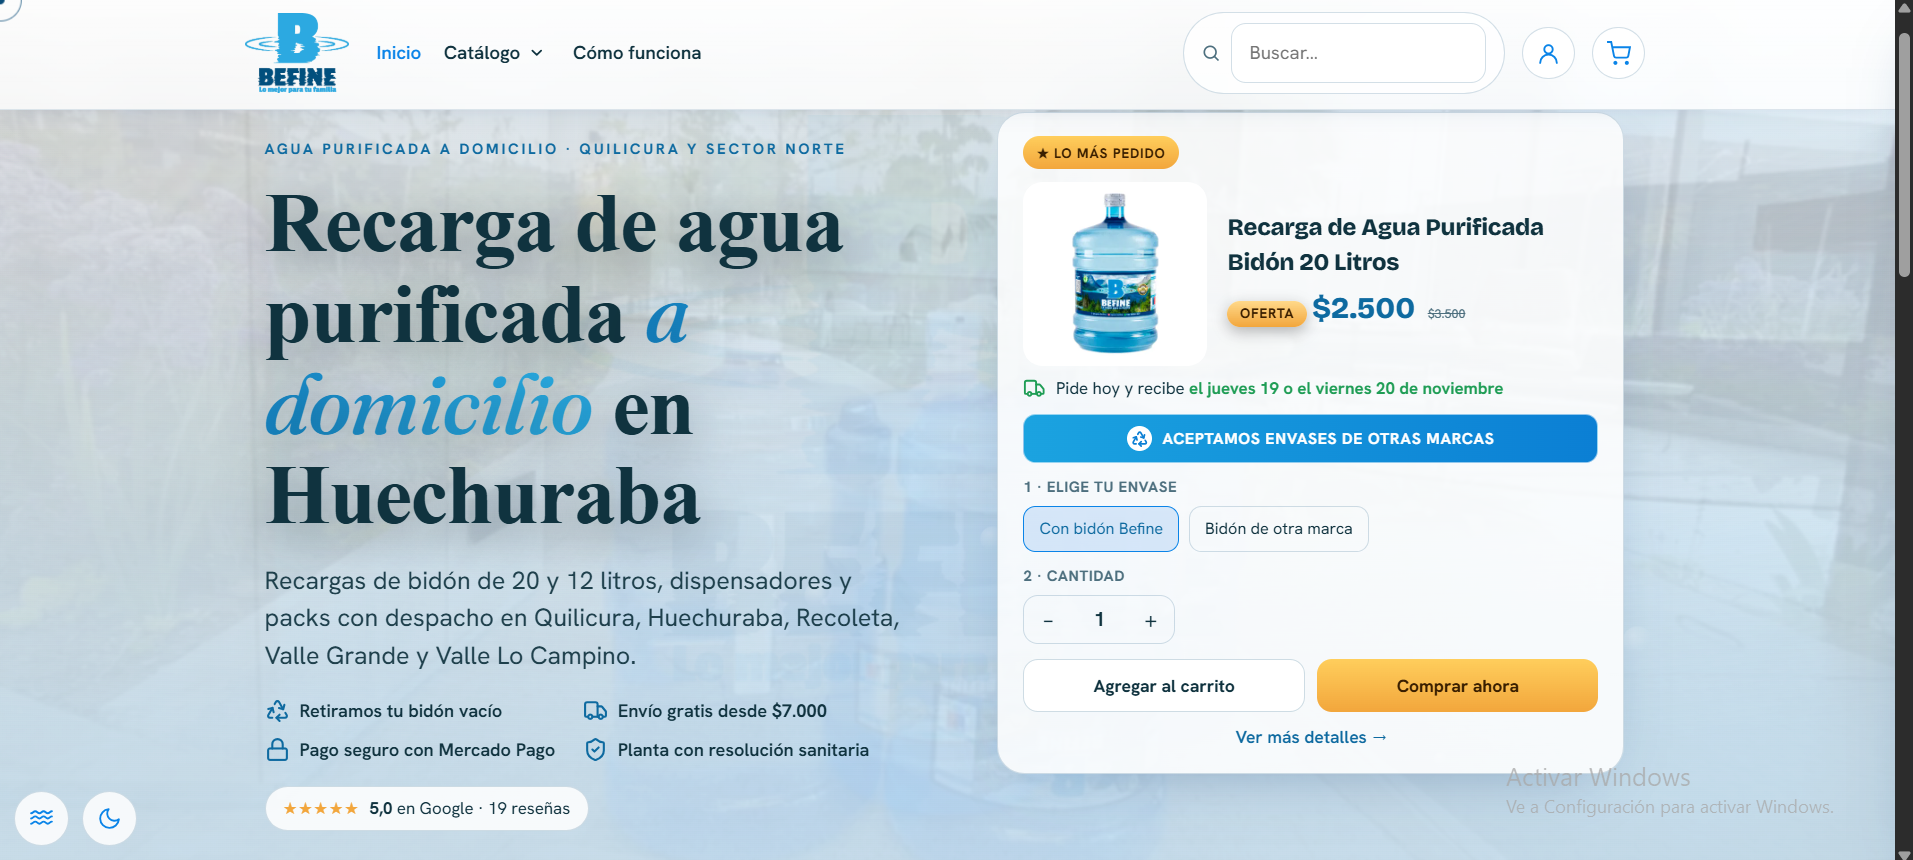 B
BEFINE
Lo mejor para tu familia
Inicio
Catálogo
Cómo funciona
Buscar...
AGUA PURIFICADA A DOMICILIO · QUILICURA Y SECTOR NORTE
Recarga de agua
purificada a
domicilio en
Huechuraba
Recargas de bidón de 20 y 12 litros, dispensadores y
packs con despacho en Quilicura, Huechuraba, Recoleta,
Valle Grande y Valle Lo Campino.
Retiramos tu bidón vacío
Envío gratis desde $7.000
Pago seguro con Mercado Pago
Planta con resolución sanitaria
★★★★★ 5,0 en Google · 19 reseñas
★ LO MÁS PEDIDO
B
BEFINE
Recarga de Agua Purificada
Bidón 20 Litros
OFERTA $2.500 $3.500
Pide hoy y recibe el jueves 19 o el viernes 20 de noviembre
ACEPTAMOS ENVASES DE OTRAS MARCAS
1 · ELIGE TU ENVASE
Con bidón Befine
Bidón de otra marca
2 · CANTIDAD
− 1 +
Agregar al carrito
Comprar ahora
Ver más detalles →
Activar Windows
Ve a Configuración para activar Windows.